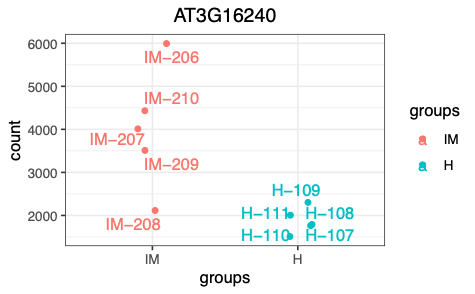 AT3G16240
6000
5000
4000
3000
2000
count
IM−206
IM−210
IM−207
IM−209
IM−208
H−109
H−111
H−108
H−110
H−107
IM
H
groups
groups
a IM
a H